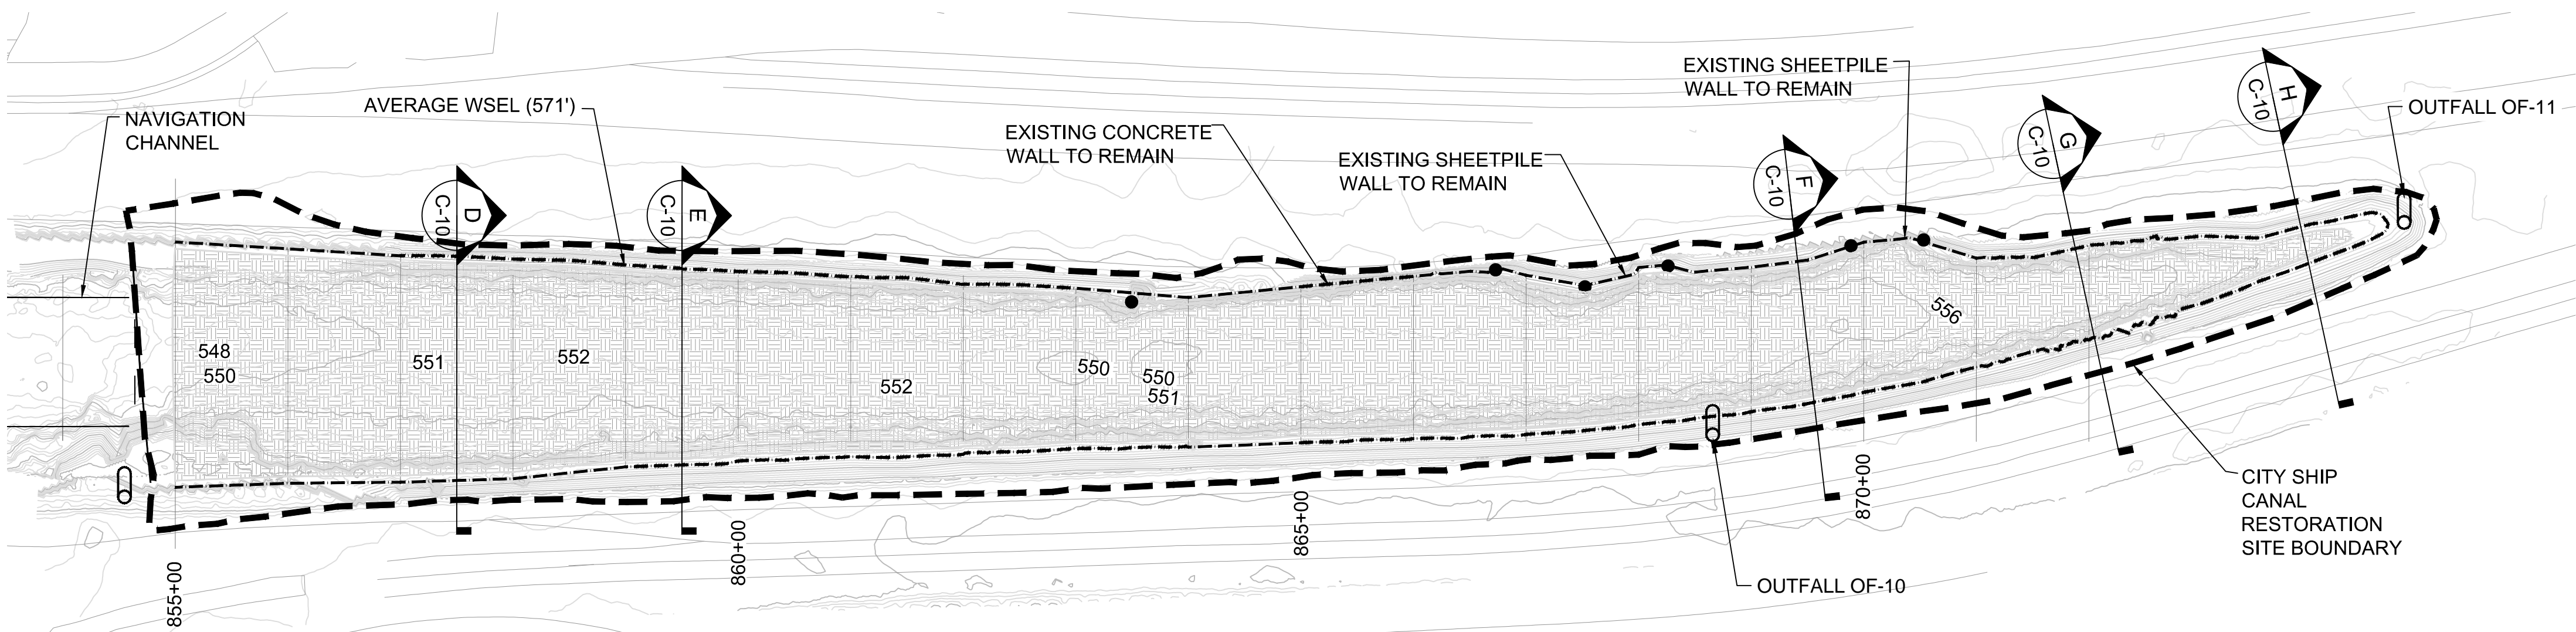 NAVIGATION
CHANNEL
AVERAGE WSEL (571')
EXISTING CONCRETE
WALL TO REMAIN
EXISTING SHEETPILE
WALL TO REMAIN
EXISTING SHEETPILE
WALL TO REMAIN
OUTFALL OF-11
D
C-10
E
C-10
F
C-10
G
C-10
H
C-10
548
550
551
552
552
550
550
551
556
855+00
860+00
865+00
870+00
OUTFALL OF-10
CITY SHIP
CANAL
RESTORATION
SITE BOUNDARY